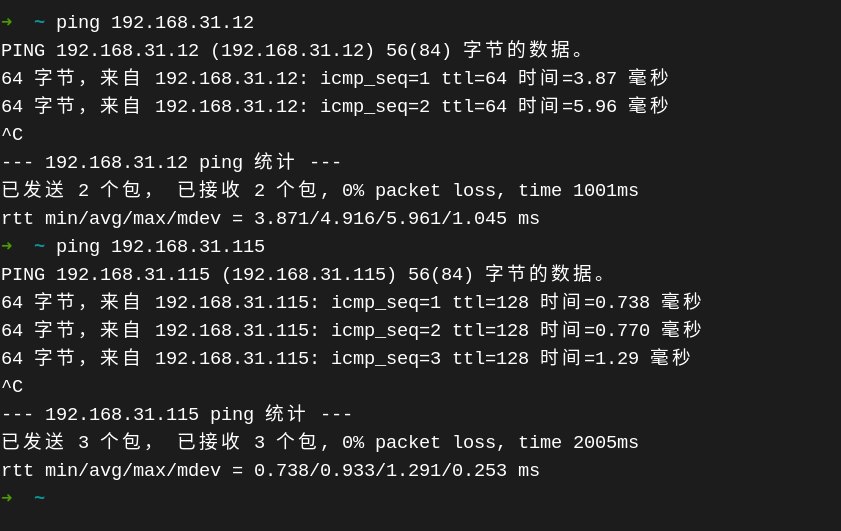 ➜  ~ ping 192.168.31.12
PING 192.168.31.12 (192.168.31.12) 56(84) 字节的数据。
64 字节，来自 192.168.31.12: icmp_seq=1 ttl=64 时间=3.87 毫秒
64 字节，来自 192.168.31.12: icmp_seq=2 ttl=64 时间=5.96 毫秒
^C
--- 192.168.31.12 ping 统计 ---
已发送 2 个包， 已接收 2 个包, 0% packet loss, time 1001ms
rtt min/avg/max/mdev = 3.871/4.916/5.961/1.045 ms
➜  ~ ping 192.168.31.115
PING 192.168.31.115 (192.168.31.115) 56(84) 字节的数据。
64 字节，来自 192.168.31.115: icmp_seq=1 ttl=128 时间=0.738 毫秒
64 字节，来自 192.168.31.115: icmp_seq=2 ttl=128 时间=0.770 毫秒
64 字节，来自 192.168.31.115: icmp_seq=3 ttl=128 时间=1.29 毫秒
^C
--- 192.168.31.115 ping 统计 ---
已发送 3 个包， 已接收 3 个包, 0% packet loss, time 2005ms
rtt min/avg/max/mdev = 0.738/0.933/1.291/0.253 ms
➜  ~